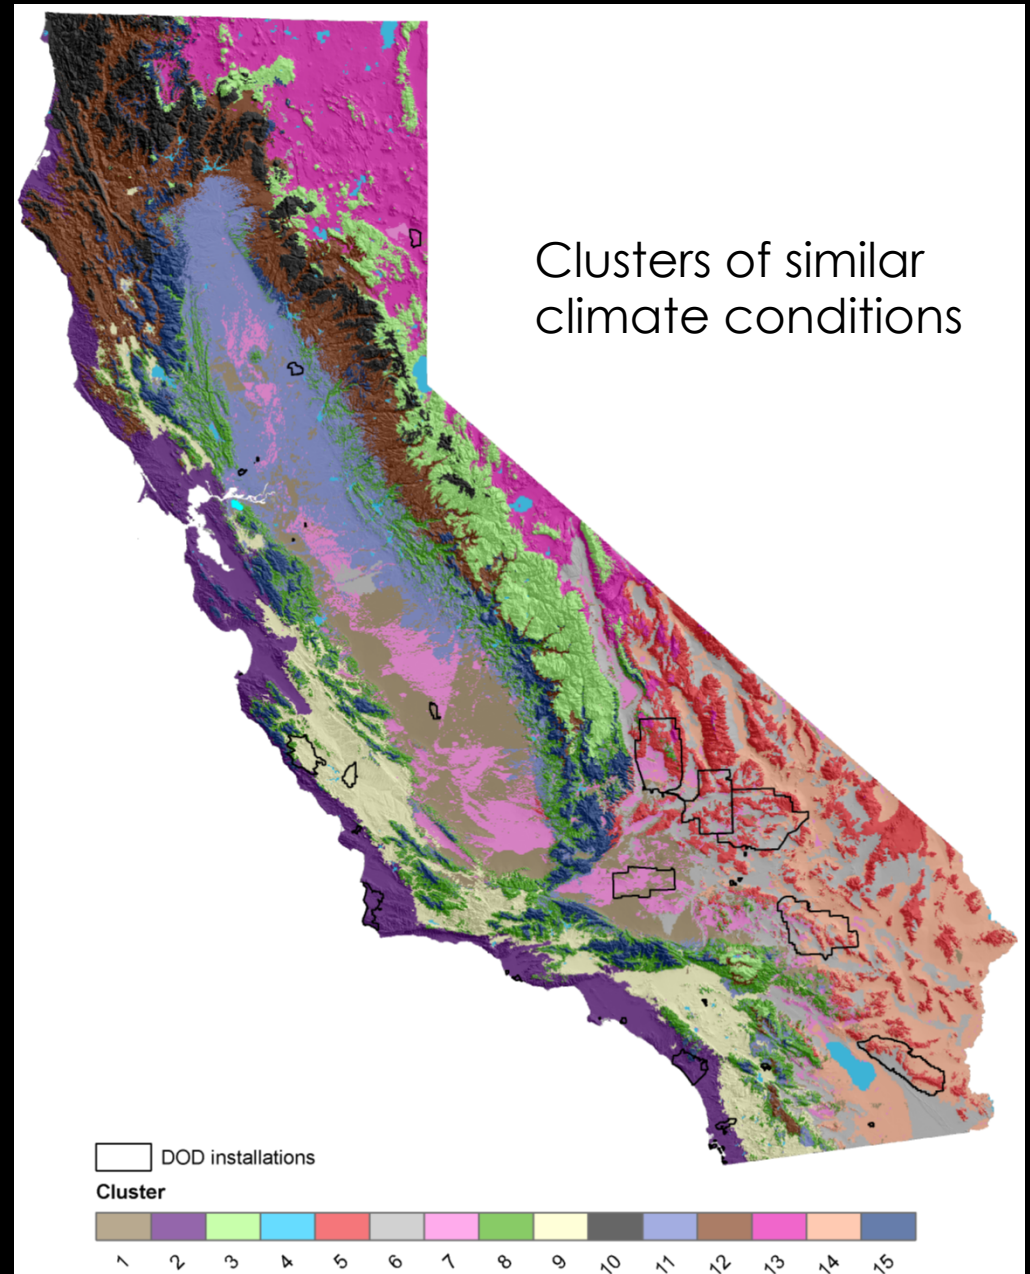 Clusters of similar
climate conditions
DOD installations
Cluster
1 2 3 4 5 6 7 8 9 10 11 12 13 14 15